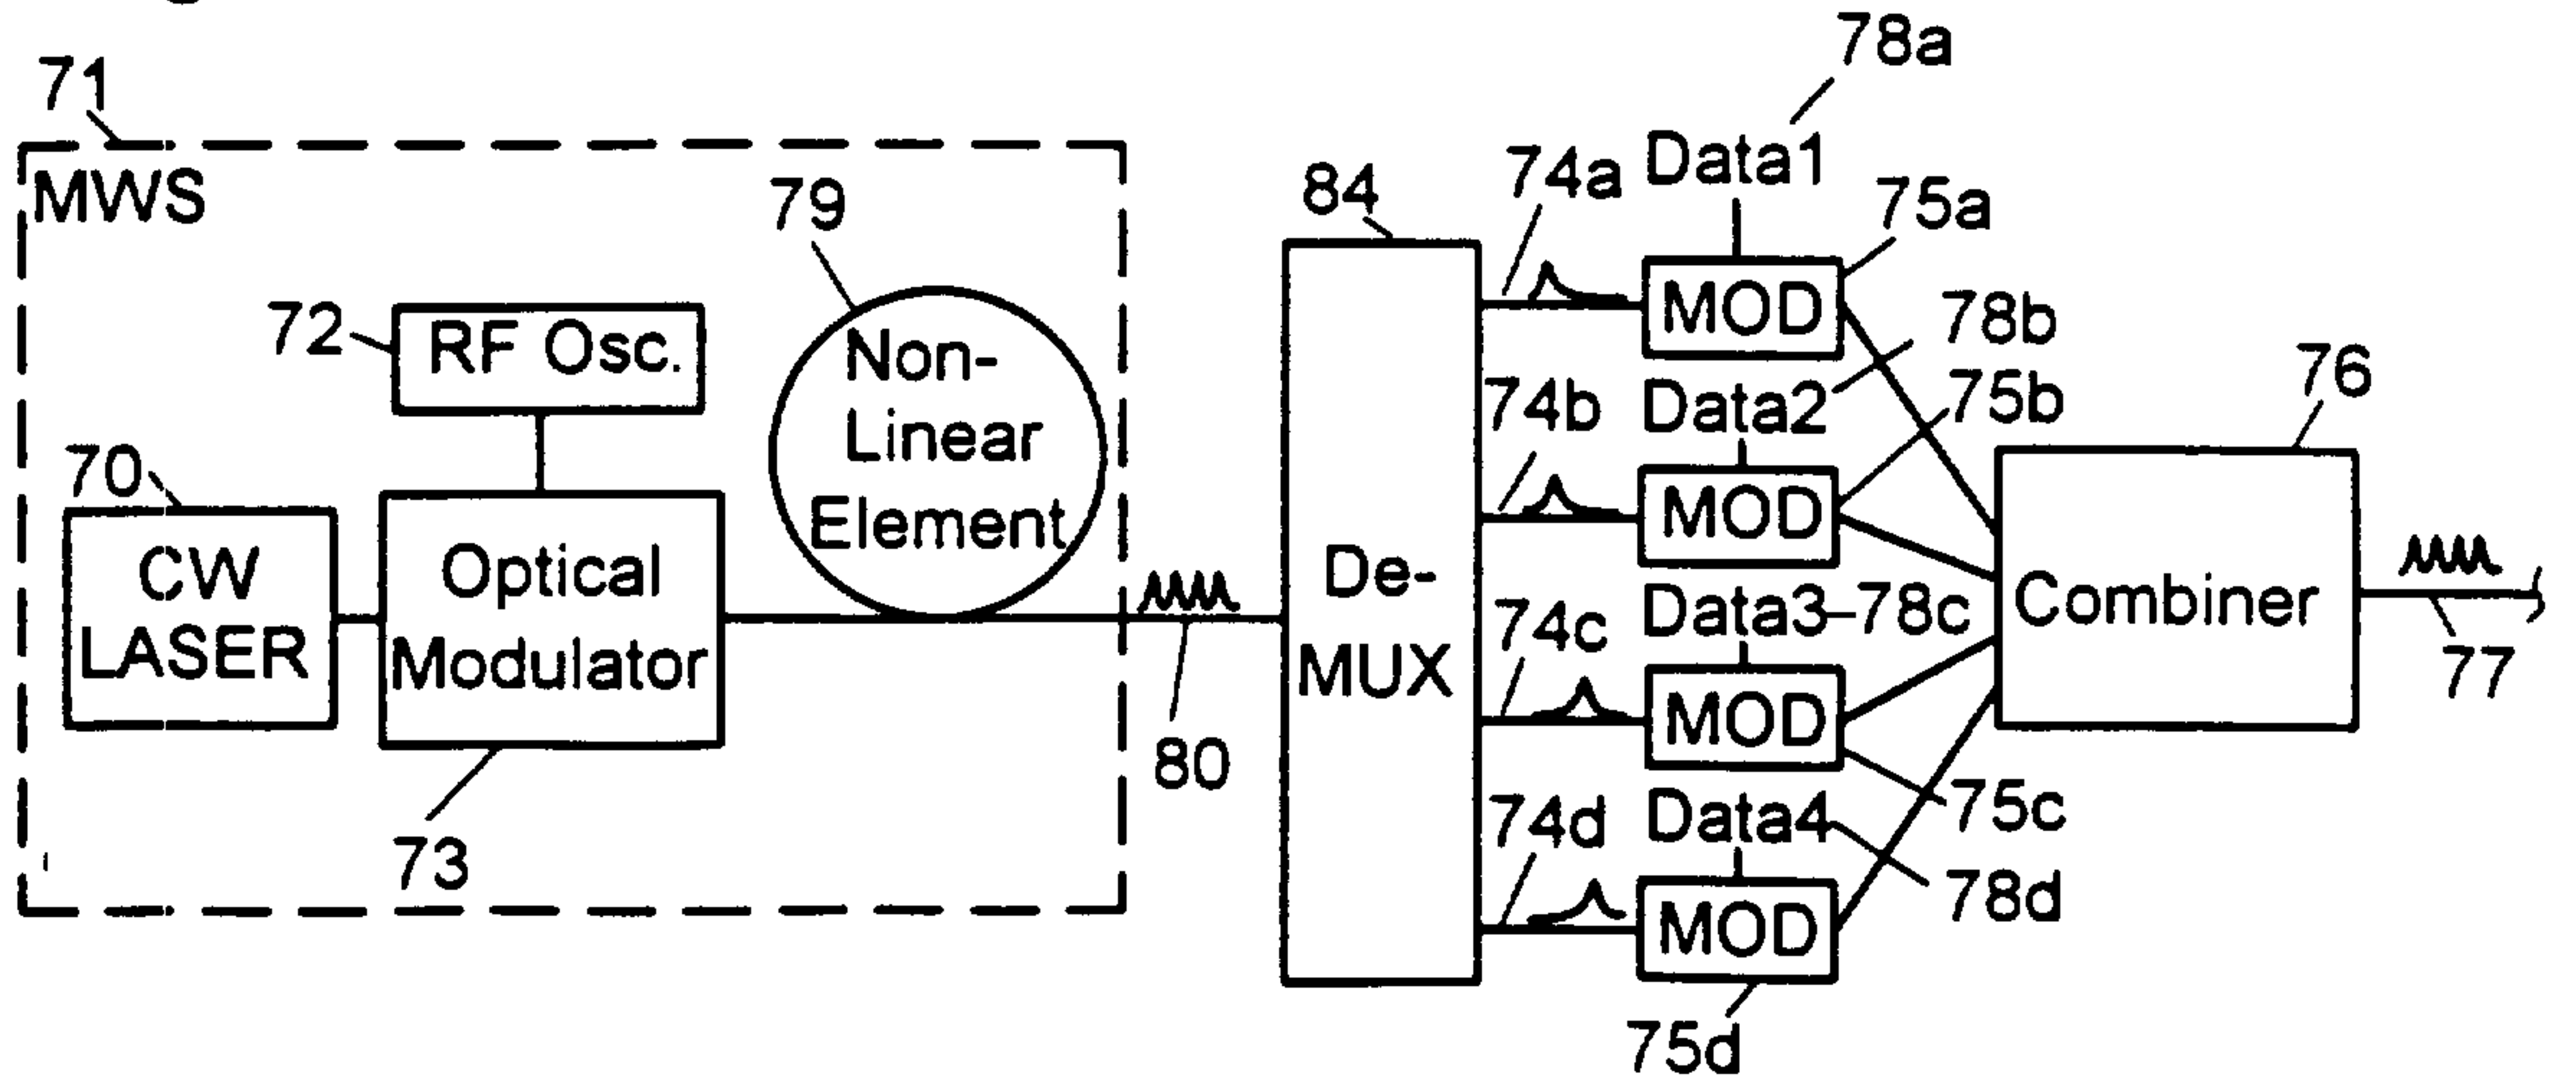 71
MWS
72
RF Osc.
79
Non-
Linear
Element
70
CW
LASER
Optical
Modulator
73
80
84
De-
MUX
74a
Data1
78a
75a
MOD
74b
Data2
78b
75b
MOD
74c
Data3
78c
MOD
75c
74d
Data4
78d
MOD
75d
76
Combiner
77